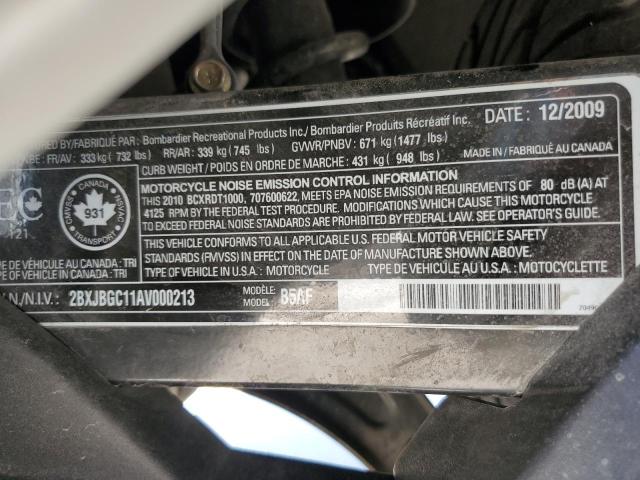 DATE: 12/2009
BY/FABRIQUÉ PAR: Bombardier Recreational Products Inc./ Bombardier Produits Récréatif Inc.
FR/AV: 333 kg ( 732 lbs) RR/AR: 339 kg ( 745 lbs) GVWR/PNBV: 671 kg ( 1477 lbs)
CURB WEIGHT / POIDS EN ORDRE DE MARCHE: 431 kg ( 948 lbs) MADE IN / FABRIQUÉ AU CANADA
MOTORCYCLE NOISE EMISSION CONTROL INFORMATION
THIS 2010 BCXRDT1000, 707600622, MEETS EPA NOISE EMISSION REQUIREMENTS OF 80 dB (A) AT
4125 RPM BY THE FEDERAL TEST PROCEDURE. MODIFICATIONS WHICH CAUSE THIS MOTORCYCLE
TO EXCEED FEDERAL NOISE STANDARDS ARE PROHIBITED BY FEDERAL LAW. SEE OPERATOR'S GUIDE.
THIS VEHICLE CONFORMS TO ALL APPLICABLE U.S. FEDERAL MOTOR VEHICLE SAFETY
STANDARDS (FMVSS) IN EFFECT ON THE DATE OF MANUFACTURE.
TYPE OF VEHICLE IN U.S.A.: MOTORCYCLE / TYPE DE VÉHICULE AU U.S.A.: MOTOCYCLETTE
EC
121
CANADA
CMVSS
931
NSVAC
TRANSPORT
TYPE OF VEHICLE IN CANADA: TRI
TYPE DE VÉHICULE AU CANADA: TRI
V.I.N./N.I.V.: 2BXJBGC11AV000213
MODÈLE:
MODEL: B5AF